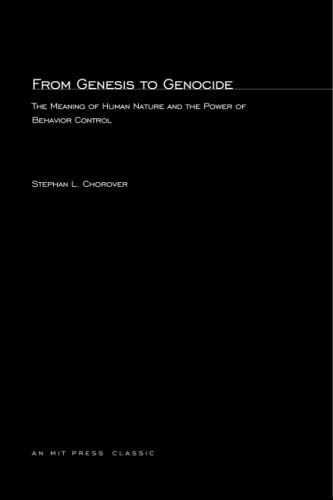 From Genesis to Genocide
The Meaning of Human Nature and the Power of
Behavior Control
Stephan L. Chorover
AN MIT PRESS CLASSIC